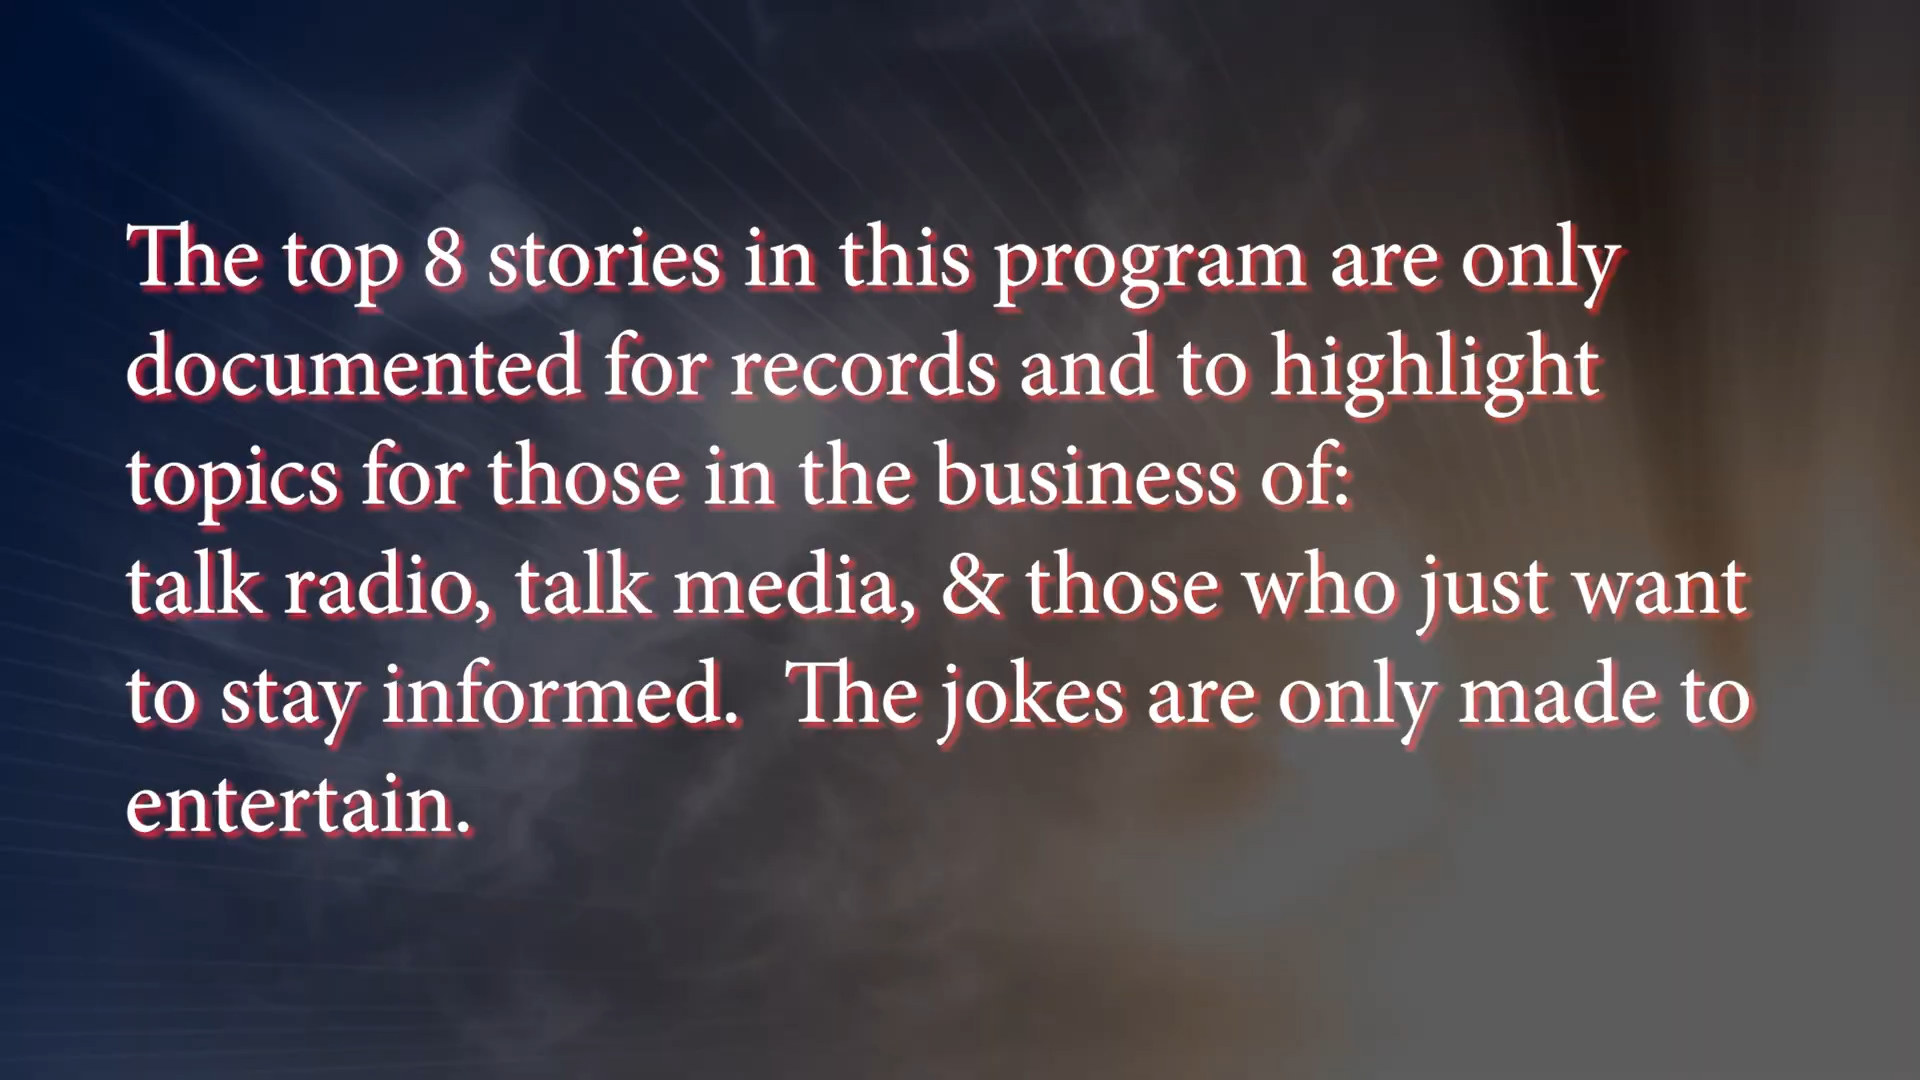 The top 8 stories in this program are only
documented for records and to highlight
topics for those in the business of:
talk radio, talk media, & those who just want
to stay informed.  The jokes are only made to
entertain.